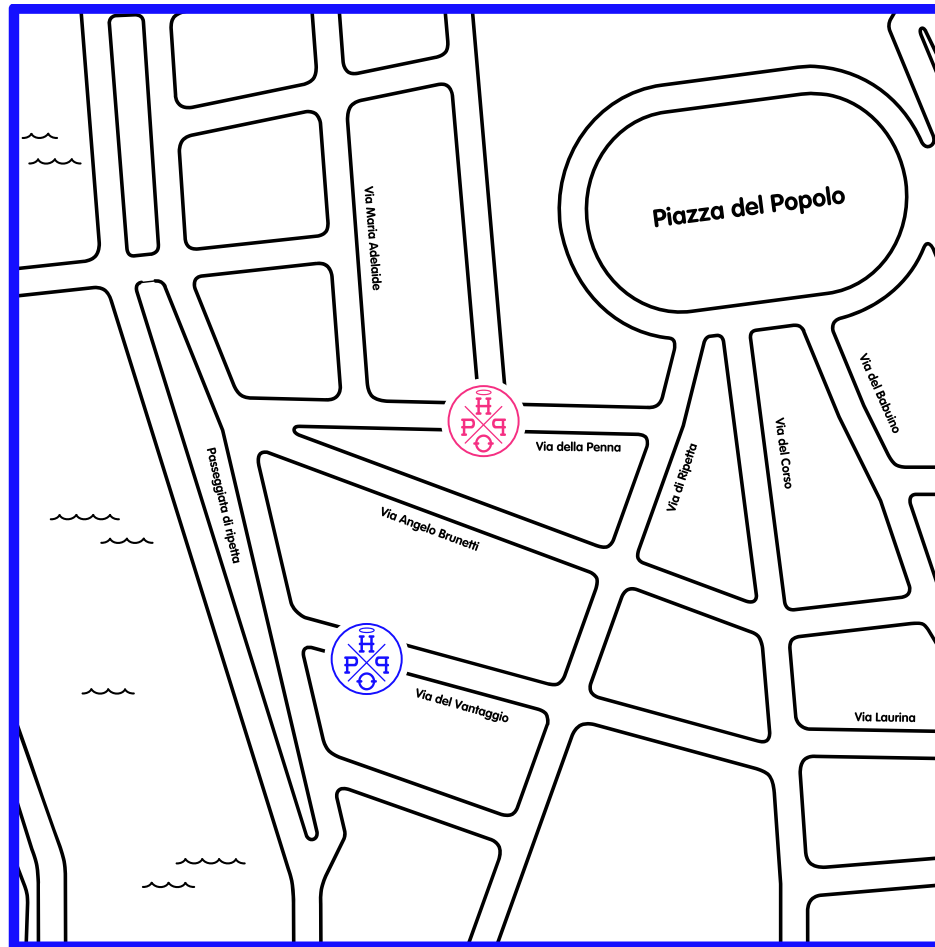 Piazza del Popolo
Via Maria Adelaide
Via del Babuino
H
P P
O
Via della Penna
Via del Corso
Via di Ripetta
Passeggiata di ripetta
Via Angelo Brunetti
H
P P
O
Via del Vantaggio
Via Laurina